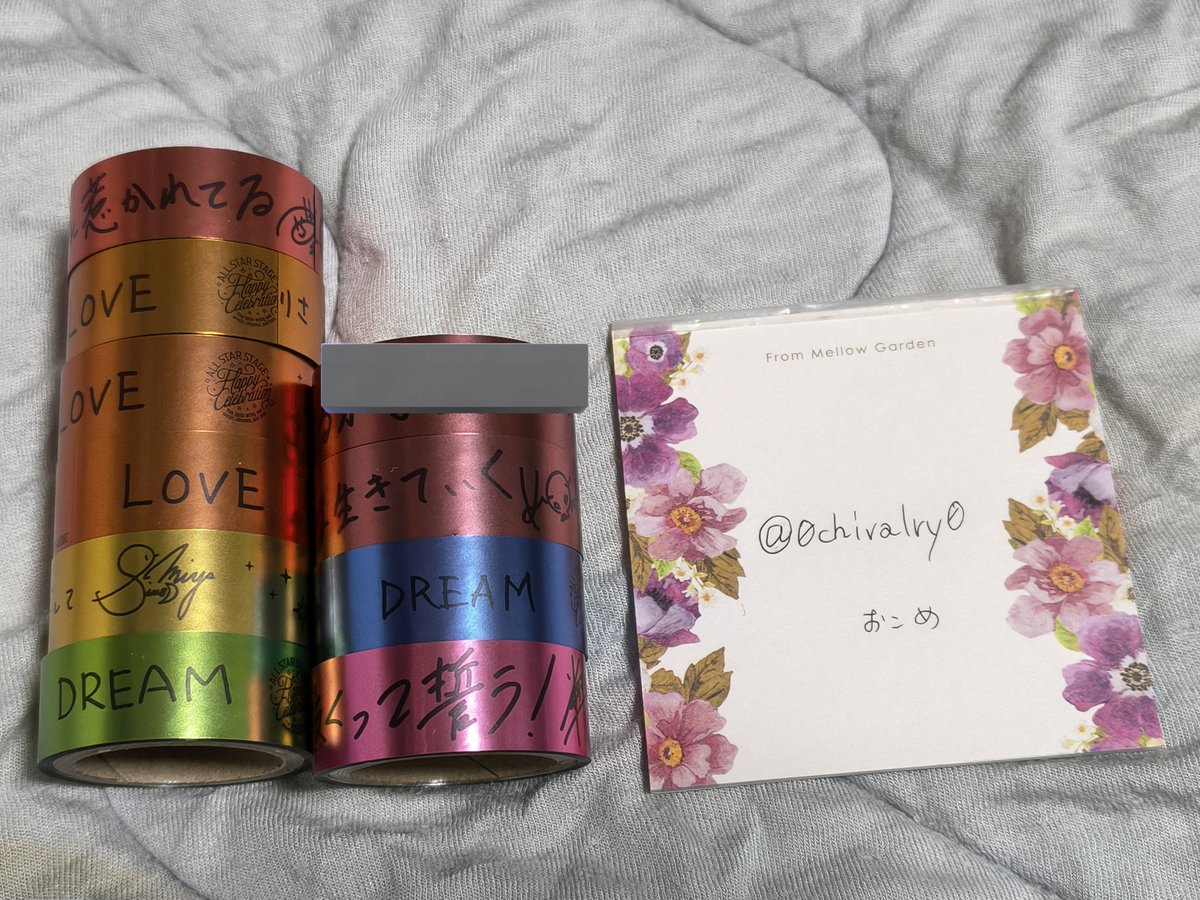 惹かれてる
LOVE
ALL STAR STAGE
Happy
Celebration
りさ
LOVE
ALL STAR STAGE
Happy
Celebration
LOVE
して
DREAM
生きていく
DREAM
って誓う!
From Mellow Garden
@0chivalry0
おこめ